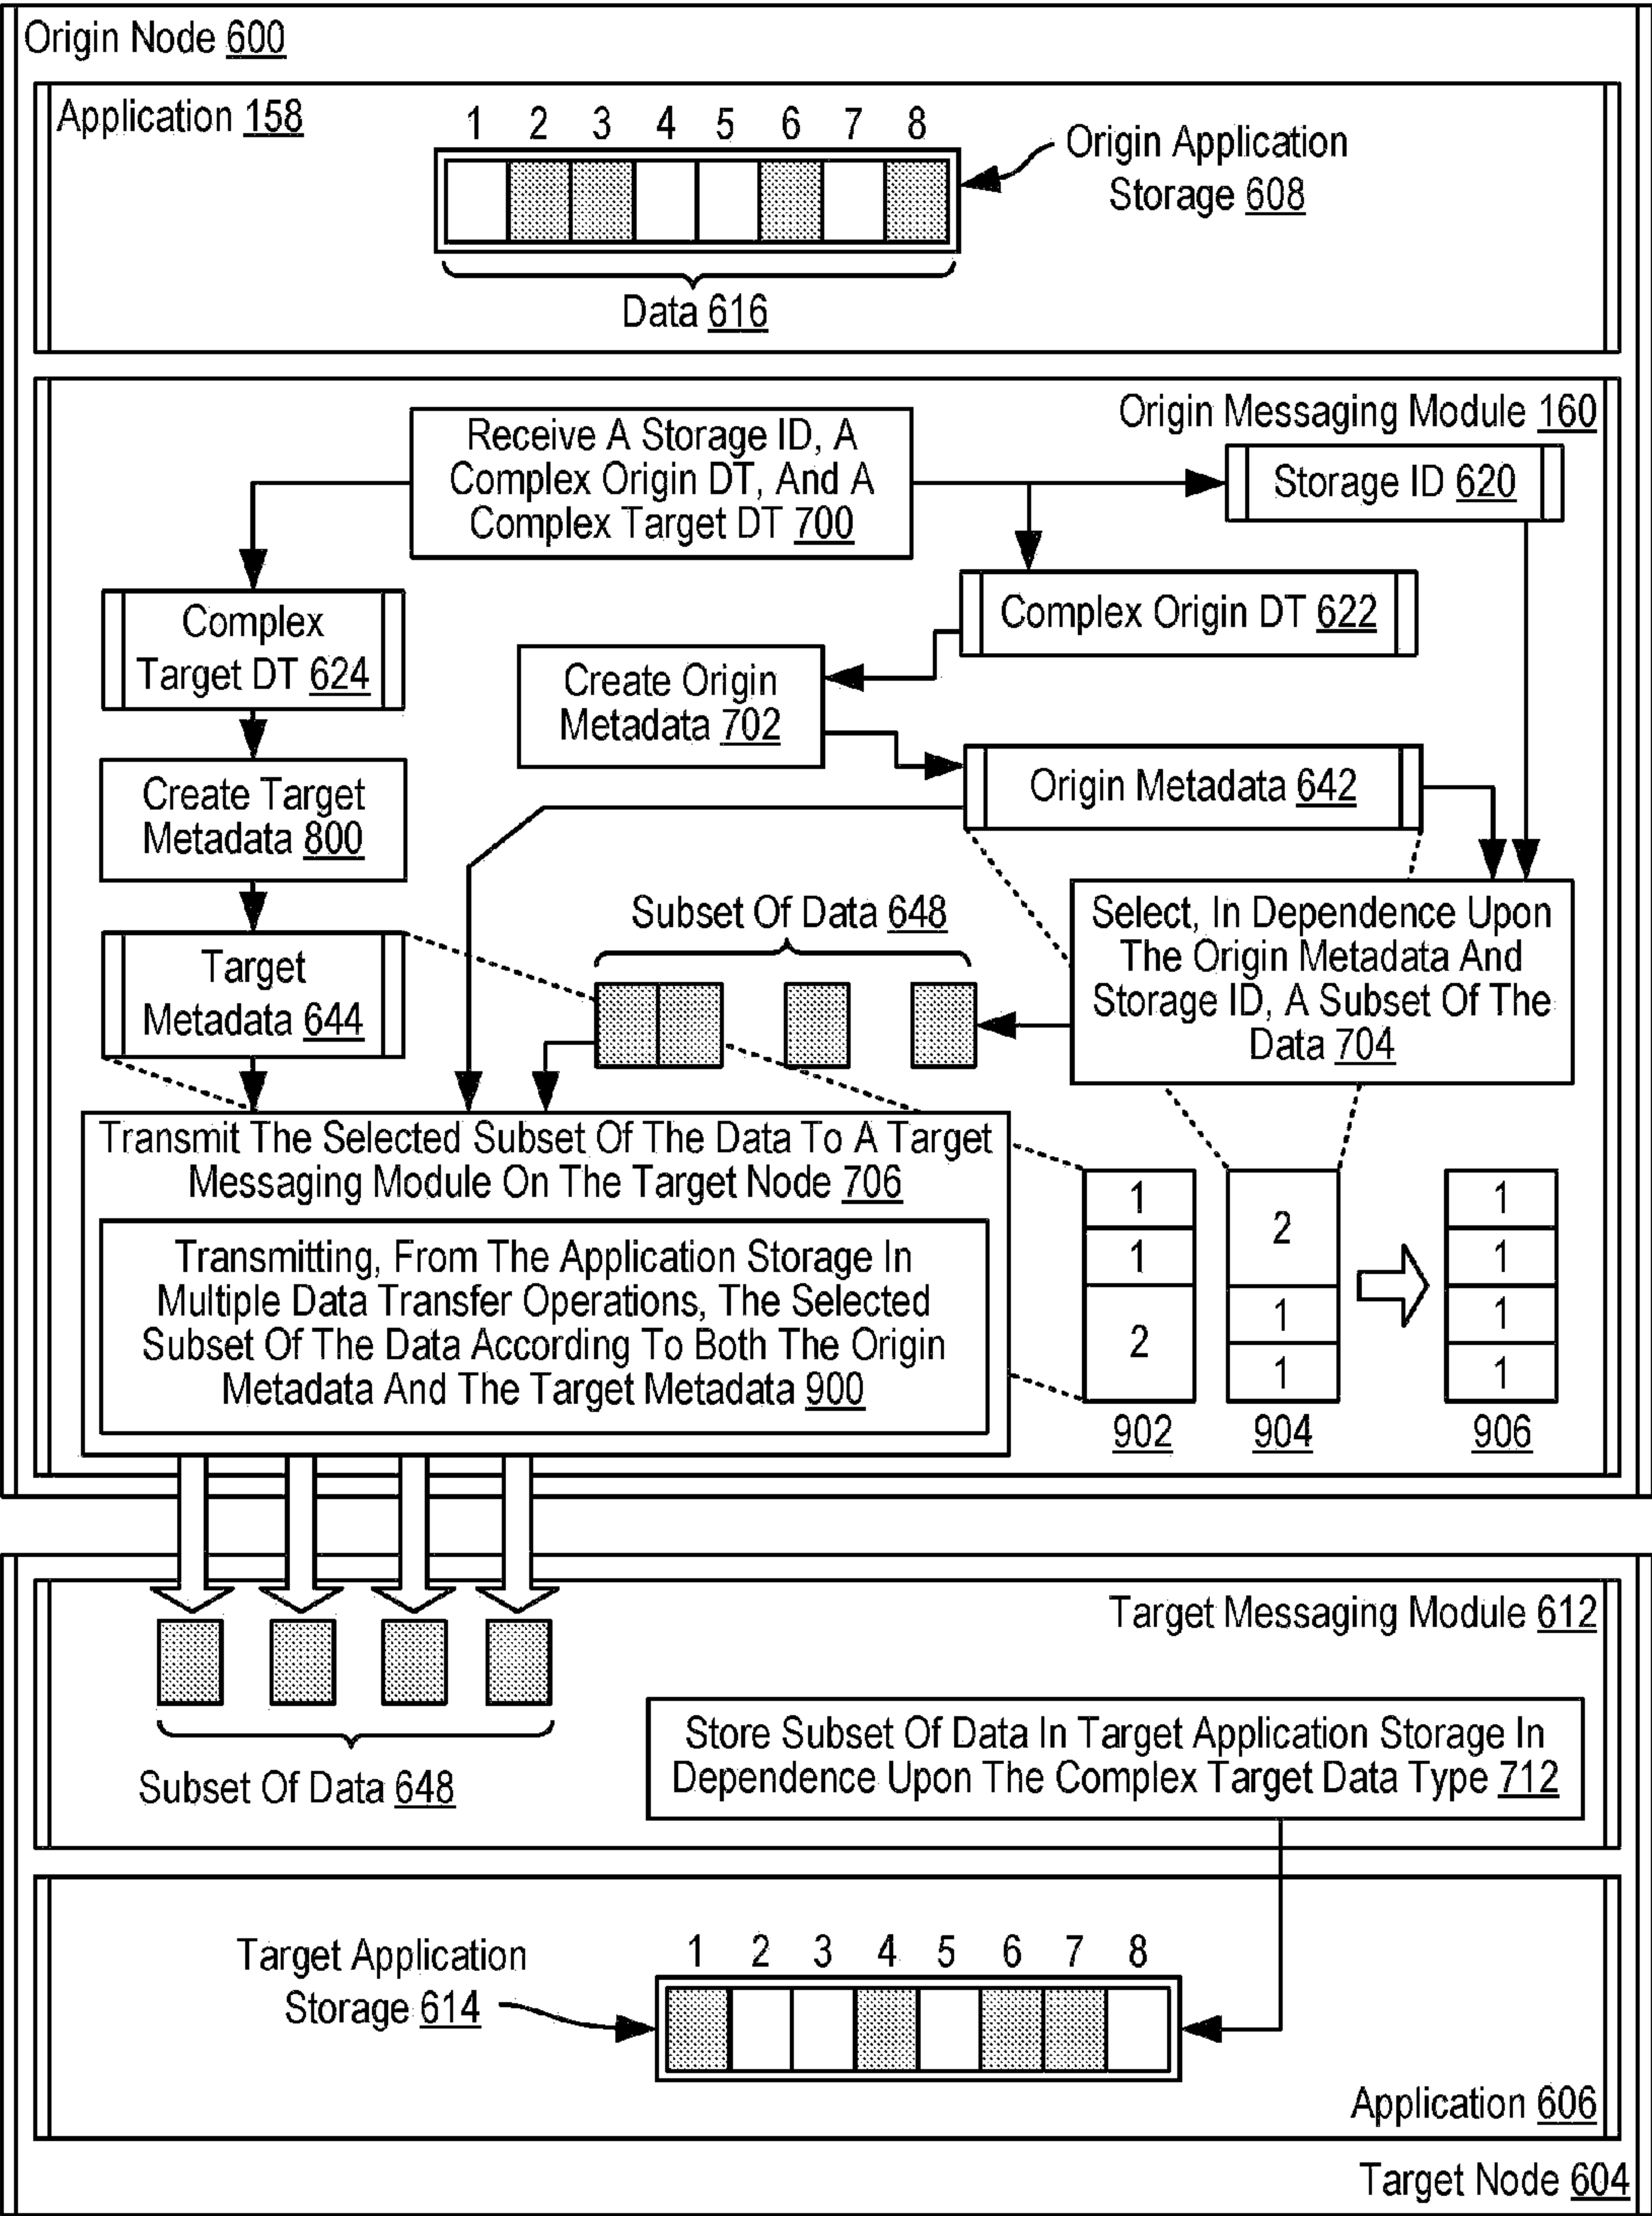 Origin Node 600
Application 158
1 2 3 4 5 6 7 8
Origin Application
Storage 608
Data 616
Origin Messaging Module 160
Receive A Storage ID, A
Complex Origin DT, And A
Complex Target DT 700
Storage ID 620
Complex Origin DT 622
Complex
Target DT 624
Create Origin
Metadata 702
Origin Metadata 642
Create Target
Metadata 800
Subset Of Data 648
Select, In Dependence Upon
The Origin Metadata And
Storage ID, A Subset Of The
Data 704
Target
Metadata 644
Transmit The Selected Subset Of The Data To A Target
Messaging Module On The Target Node 706
Transmitting, From The Application Storage In
Multiple Data Transfer Operations, The Selected
Subset Of The Data According To Both The Origin
Metadata And The Target Metadata 900
1
1
2
902
2
1
1
904
1
1
1
1
906
Target Messaging Module 612
Subset Of Data 648
Store Subset Of Data In Target Application Storage In
Dependence Upon The Complex Target Data Type 712
Target Application
Storage 614
1 2 3 4 5 6 7 8
Application 606
Target Node 604